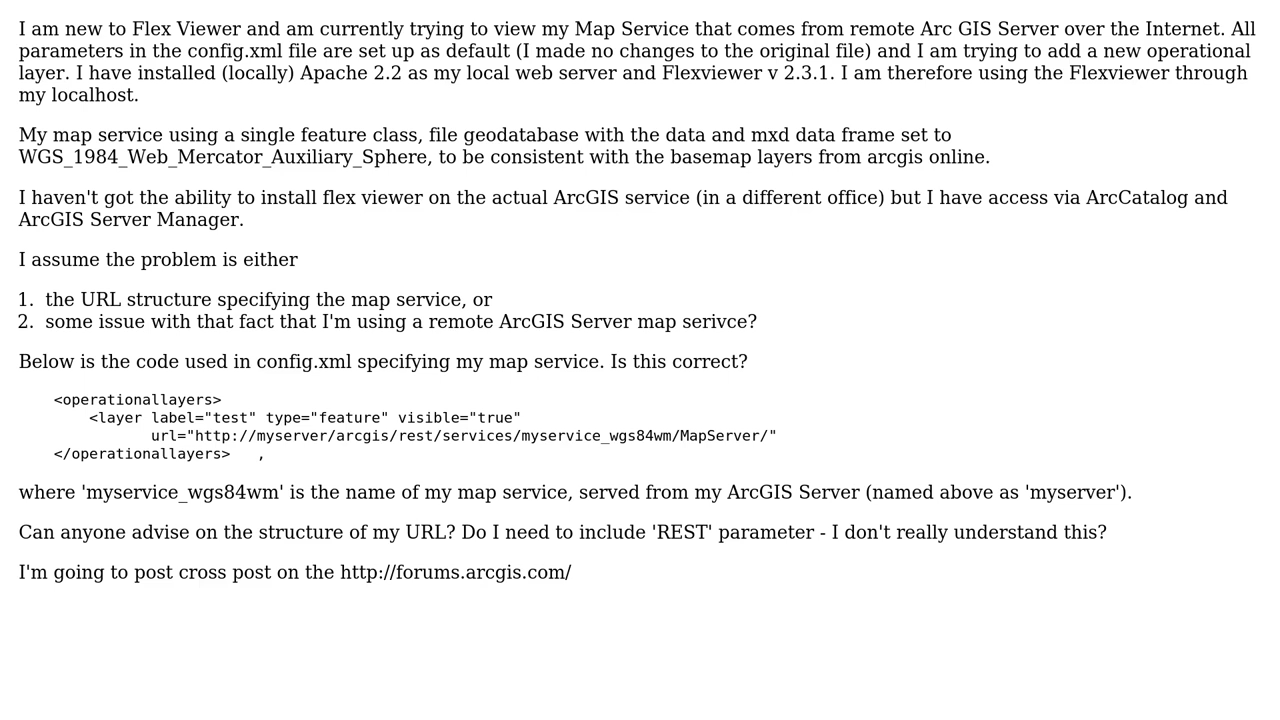 I am new to Flex Viewer and am currently trying to view my Map Service that comes from remote Arc GIS Server over the Internet. All
parameters in the config.xml file are set up as default (I made no changes to the original file) and I am trying to add a new operational
layer. I have installed (locally) Apache 2.2 as my local web server and Flexviewer v 2.3.1. I am therefore using the Flexviewer through
my localhost.
My map service using a single feature class, file geodatabase with the data and mxd data frame set to
WGS_1984_Web_Mercator_Auxiliary_Sphere, to be consistent with the basemap layers from arcgis online.
I haven't got the ability to install flex viewer on the actual ArcGIS service (in a different office) but I have access via ArcCatalog and
ArcGIS Server Manager.
I assume the problem is either
1. the URL structure specifying the map service, or
2. some issue with that fact that I'm using a remote ArcGIS Server map serivce?
Below is the code used in config.xml specifying my map service. Is this correct?
<operationallayers>
<layer label="test" type="feature" visible="true"
url="http://myserver/arcgis/rest/services/myservice_wgs84wm/MapServer/"
</operationallayers>   ,
where 'myservice_wgs84wm' is the name of my map service, served from my ArcGIS Server (named above as 'myserver').
Can anyone advise on the structure of my URL? Do I need to include 'REST' parameter - I don't really understand this?
I'm going to post cross post on the http://forums.arcgis.com/